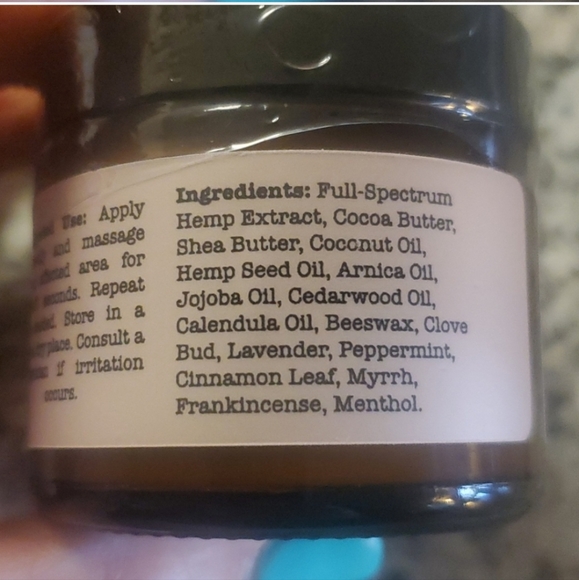 Use: Apply
and massage
area for
Repeat
Store in a
place. Consult a
if irritation
occurs.
Ingredients: Full-Spectrum
Hemp Extract, Cocoa Butter,
Shea Butter, Coconut Oil,
Hemp Seed Oil, Arnica Oil,
Jojoba Oil, Cedarwood Oil,
Calendula Oil, Beeswax, Clove
Bud, Lavender, Peppermint,
Cinnamon Leaf, Myrrh,
Frankincense, Menthol.